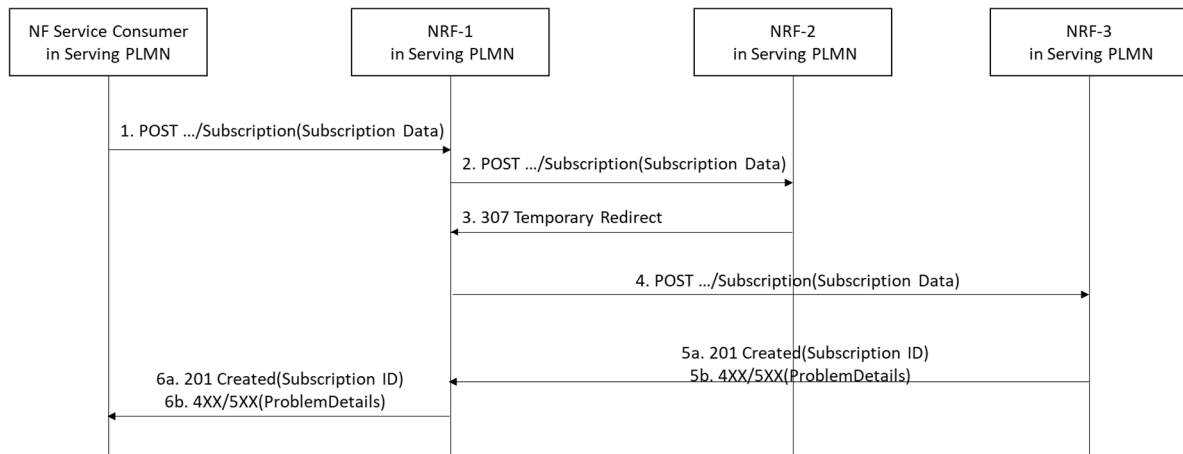 NF Service Consumer
in Serving PLMN
NRF-1
in Serving PLMN
NRF-2
in Serving PLMN
NRF-3
in Serving PLMN
1. POST .../Subscription(Subscription Data)
2. POST .../Subscription(Subscription Data)
3. 307 Temporary Redirect
4. POST .../Subscription(Subscription Data)
5a. 201 Created(Subscription ID)
5b. 4XX/5XX(ProblemDetails)
6a. 201 Created(Subscription ID)
6b. 4XX/5XX(ProblemDetails)